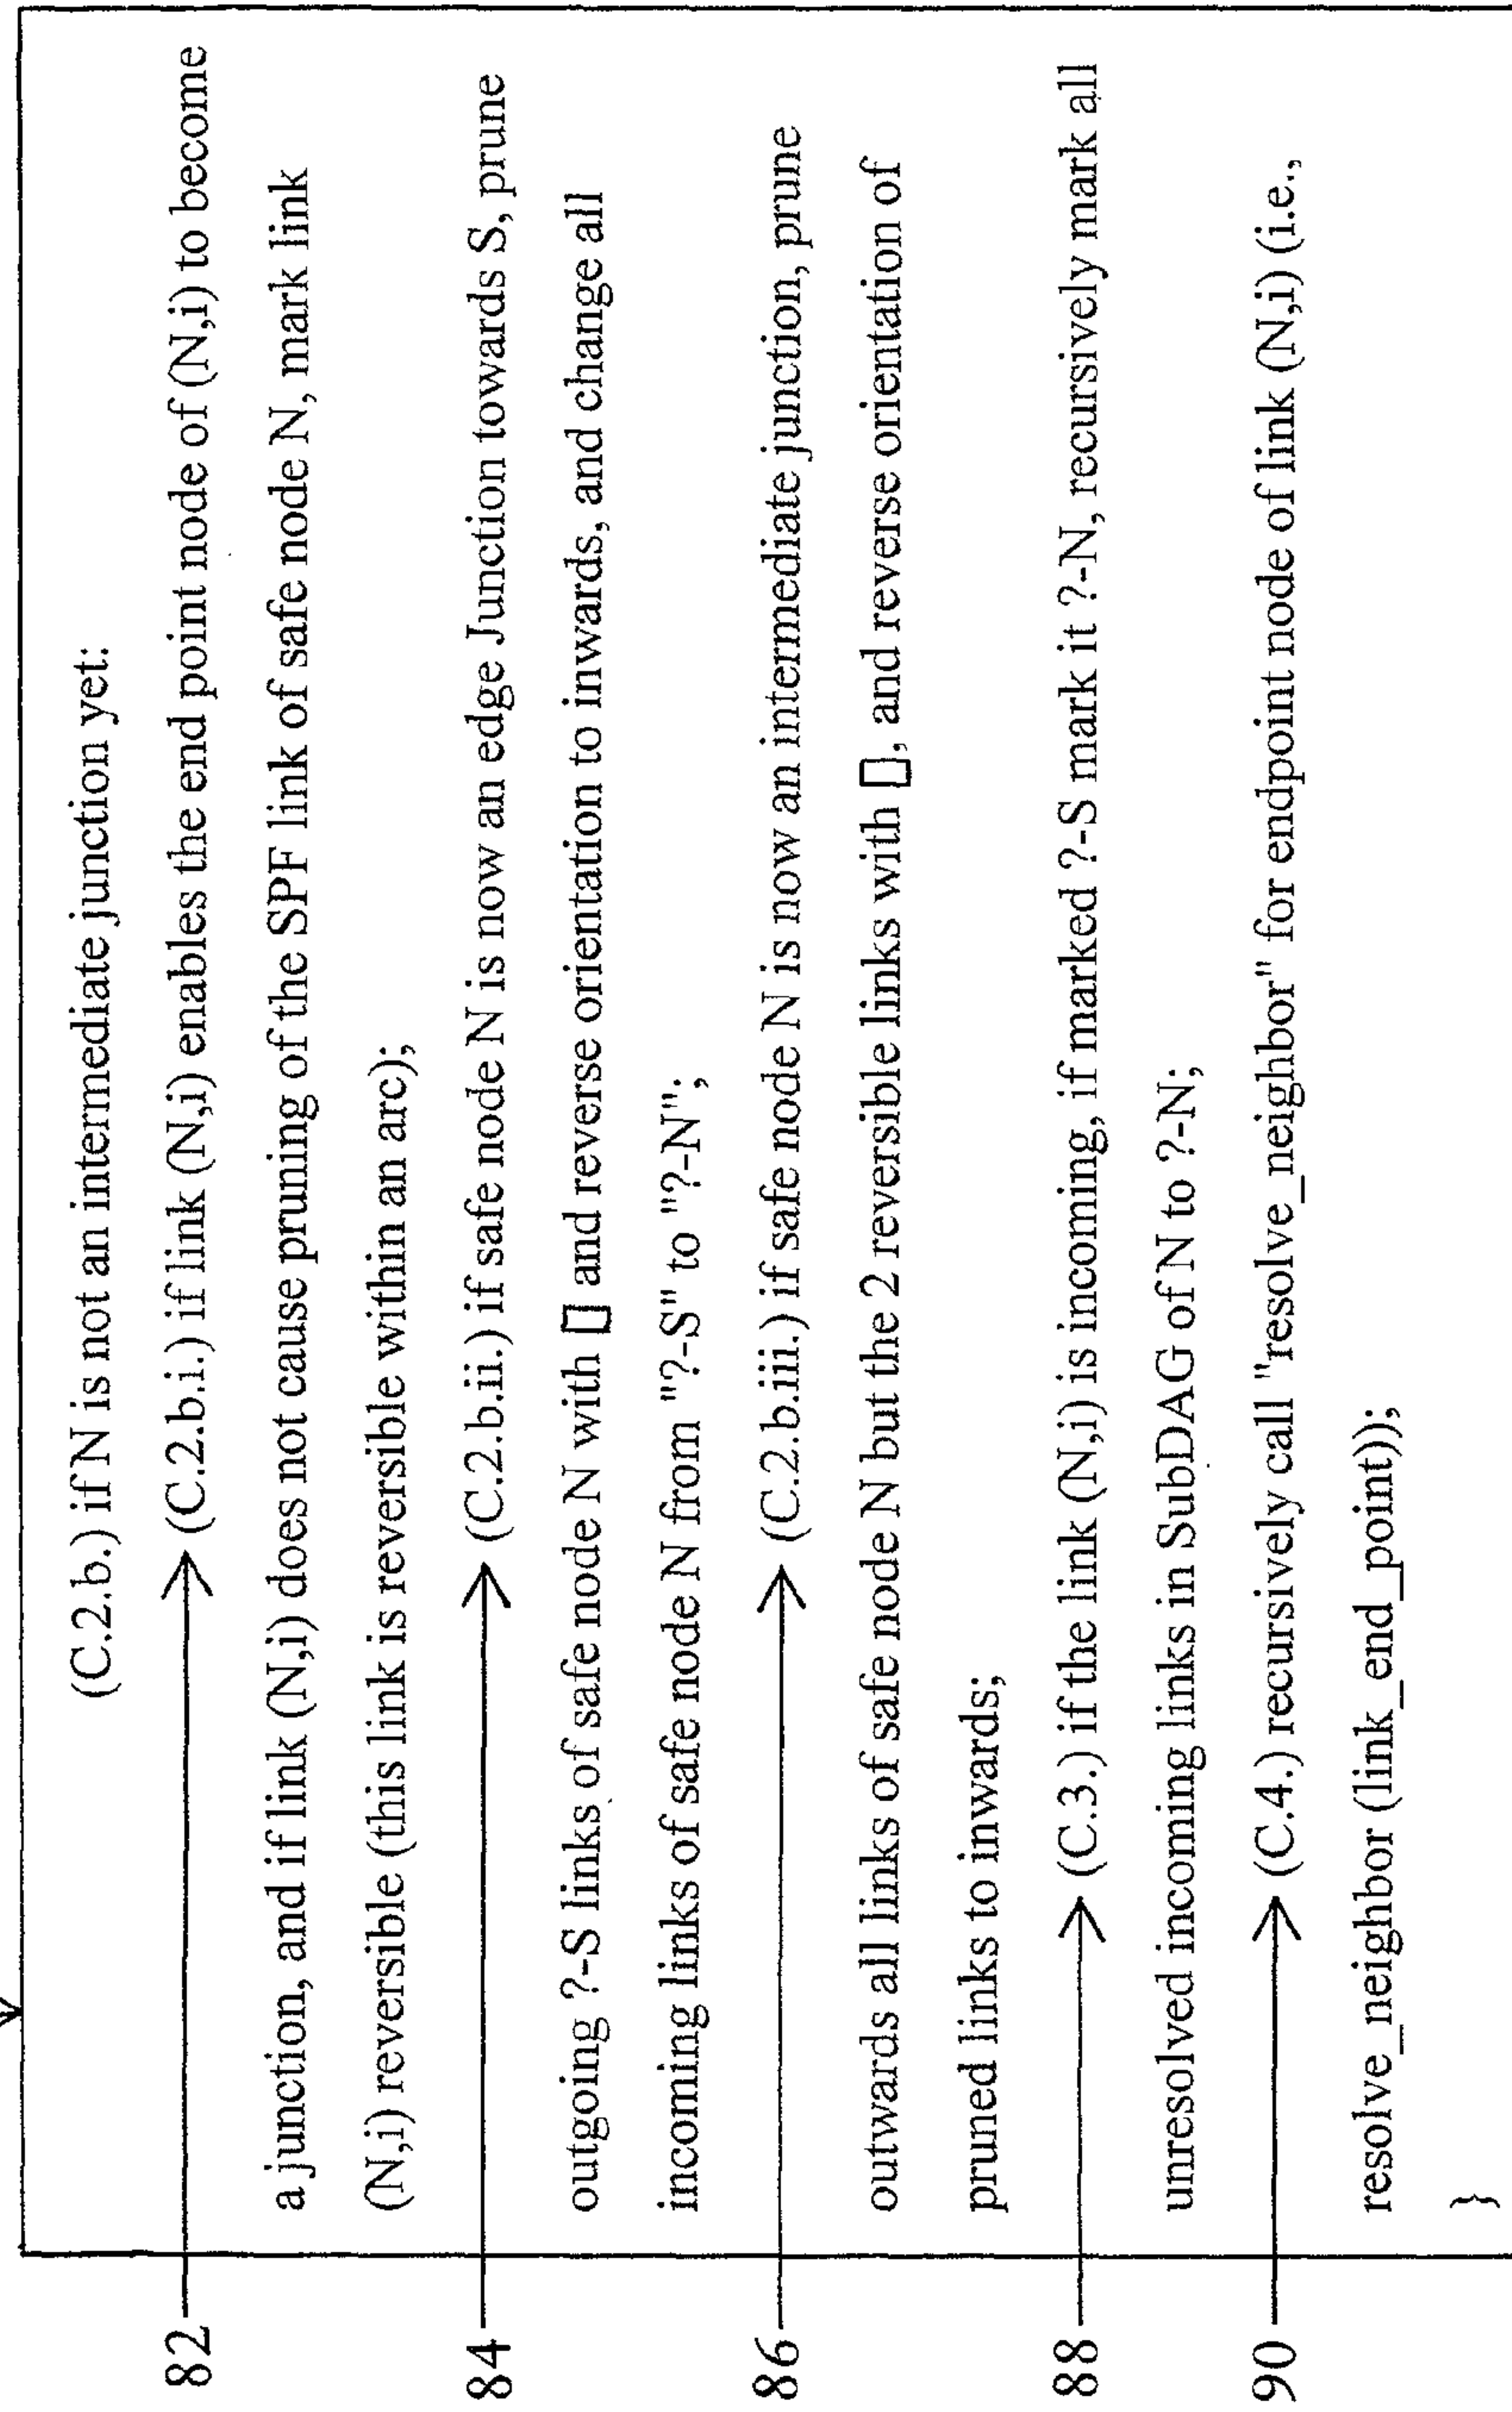 (C.2.b.) if N is not an intermediate junction yet:
82 (C.2.b.i.) if link (N,i) enables the end point node of (N,i) to become
a junction, and if link (N,i) does not cause pruning of the SPF link of safe node N, mark link
(N,i) reversible (this link is reversible within an arc);
84 (C.2.b.ii.) if safe node N is now an edge Junction towards S, prune
outgoing ?-S links of safe node N with [] and reverse orientation to inwards, and change all
incoming links of safe node N from "?-S" to "?-N";
86 (C.2.b.iii.) if safe node N is now an intermediate junction, prune
outwards all links of safe node N but the 2 reversible links with [], and reverse orientation of
pruned links to inwards;
88 (C.3.) if the link (N,i) is incoming, if marked ?-S mark it ?-N, recursively mark all
unresolved incoming links in SubDAG of N to ?-N;
90 (C.4.) recursively call "resolve_neighbor" for endpoint node of link (N,i) (i.e.,
resolve_neighbor (link_end_point));
}